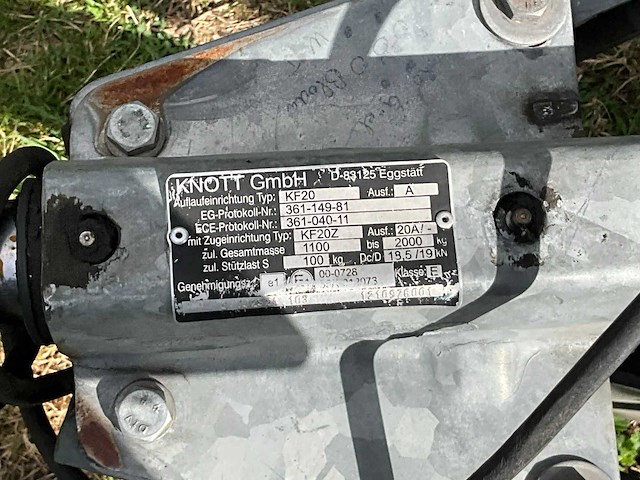 KNOTT GmbH D-83125 Eggstätt
Auflaufeinrichtung Typ: KF20 Ausf.: A
EG-Protokoll-Nr.: 361-149-81
ECE-Protokoll-Nr.: 361-040-11
mit Zugeinrichtung Typ: KF20Z Ausf.: 20A/-
zul. Gesamtmasse 1100 bis 2000 kg
zul. Stützlast S 100 kg Dc/D 18,5/19 kN
Genehmigungsz. e1 00-0728 Klasse: E